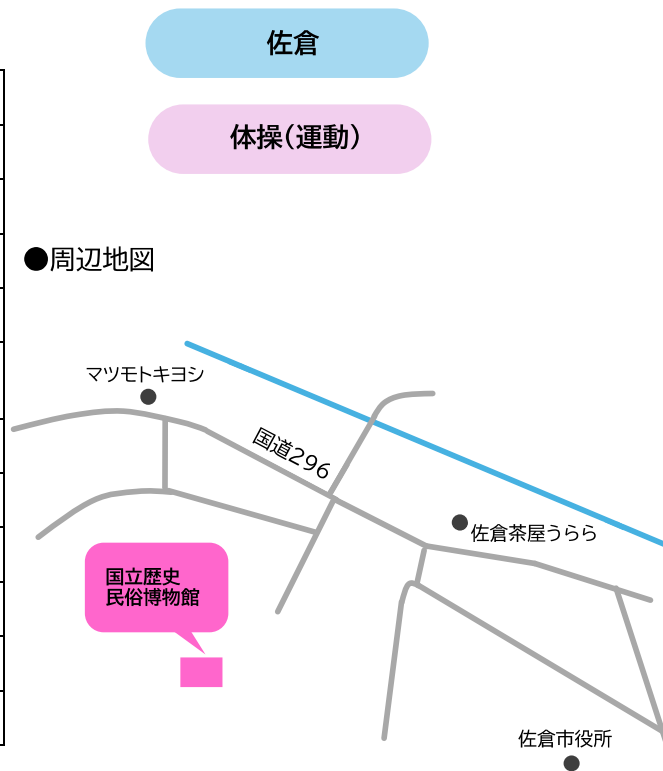 佐倉
体操(運動)
●周辺地図
マツモトキヨシ
国道296
佐倉茶屋うらら
国立歴史
民俗博物館
佐倉市役所